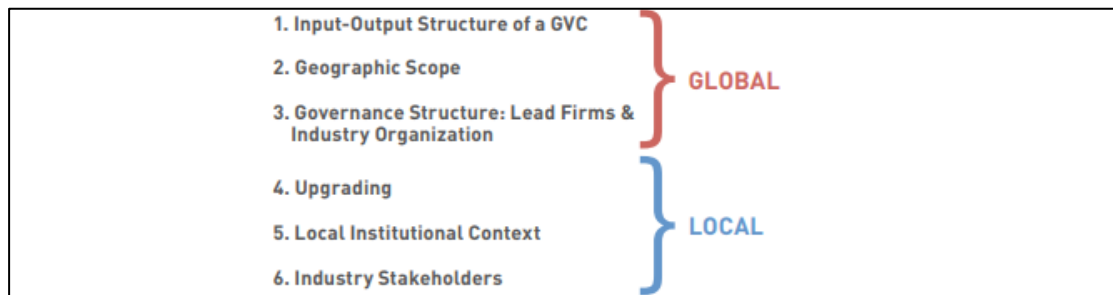 1. Input-Output Structure of a GVC
2. Geographic Scope
GLOBAL
3. Governance Structure: Lead Firms &
Industry Organization
4. Upgrading
5. Local Institutional Context
LOCAL
6. Industry Stakeholders